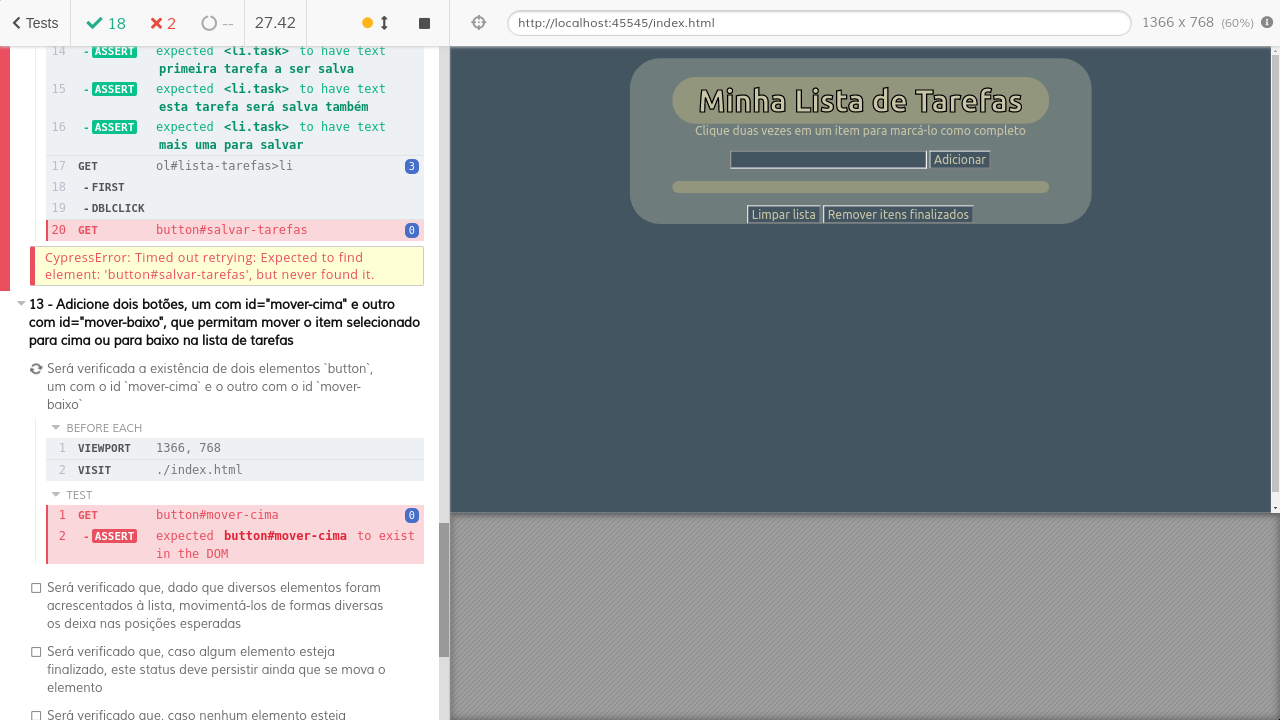 Tests
18
2
--
27.42
http://localhost:45545/index.html
1366 x 768 (60%)
14 - ASSERT expected <li.task> to have text
primeira tarefa a ser salva
15 - ASSERT expected <li.task> to have text
esta tarefa será salva também
16 - ASSERT expected <li.task> to have text
mais uma para salvar
17 GET ol#lista-tarefas>li 3
18 - FIRST
19 - DBLCLICK
20 GET button#salvar-tarefas 0
CypressError: Timed out retrying: Expected to find
element: 'button#salvar-tarefas', but never found it.
13 - Adicione dois botões, um com id="mover-cima" e outro
com id="mover-baixo", que permitam mover o item selecionado
para cima ou para baixo na lista de tarefas
Será verificada a existência de dois elementos `button`,
um com o id `mover-cima` e o outro com o id `mover-
baixo`
BEFORE EACH
1 VIEWPORT 1366, 768
2 VISIT ./index.html
TEST
1 GET button#mover-cima 0
2 - ASSERT expected button#mover-cima to exist
in the DOM
Será verificado que, dado que diversos elementos foram
acrescentados à lista, movimentá-los de formas diversas
os deixa nas posições esperadas
Será verificado que, caso algum elemento esteja
finalizado, este status deve persistir ainda que se mova o
elemento
Será verificado que, caso nenhum elemento esteja
Minha Lista de Tarefas
Clique duas vezes em um item para marcá-lo como completo
Adicionar
Limpar lista Remover itens finalizados